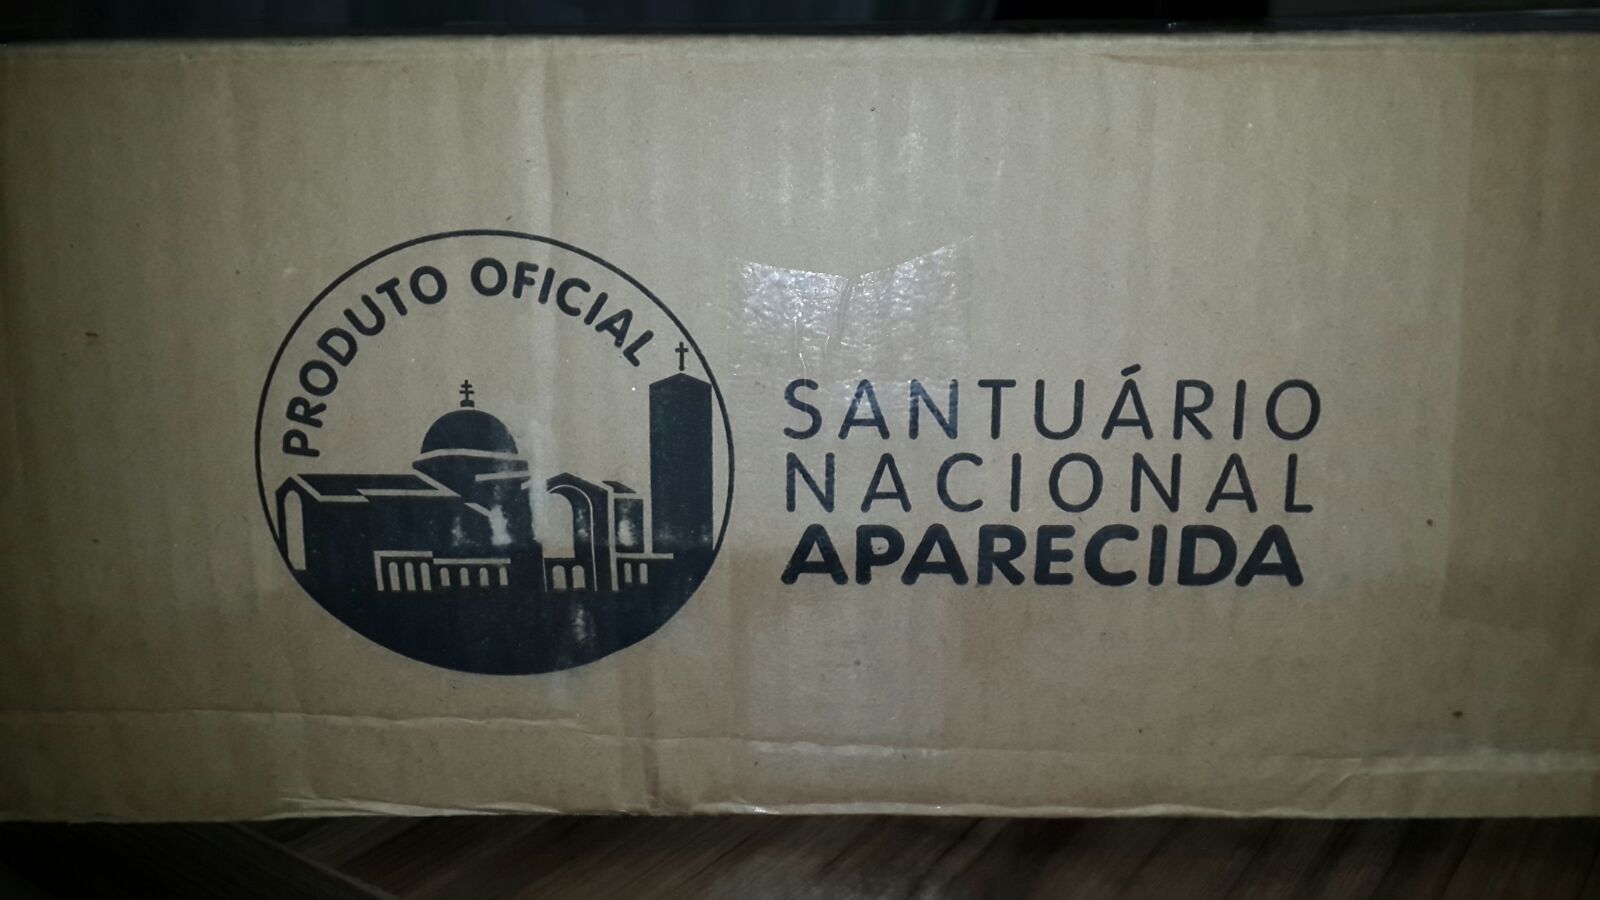 PRODUTO OFICIAL
SANTUÁRIO
NACIONAL
APARECIDA